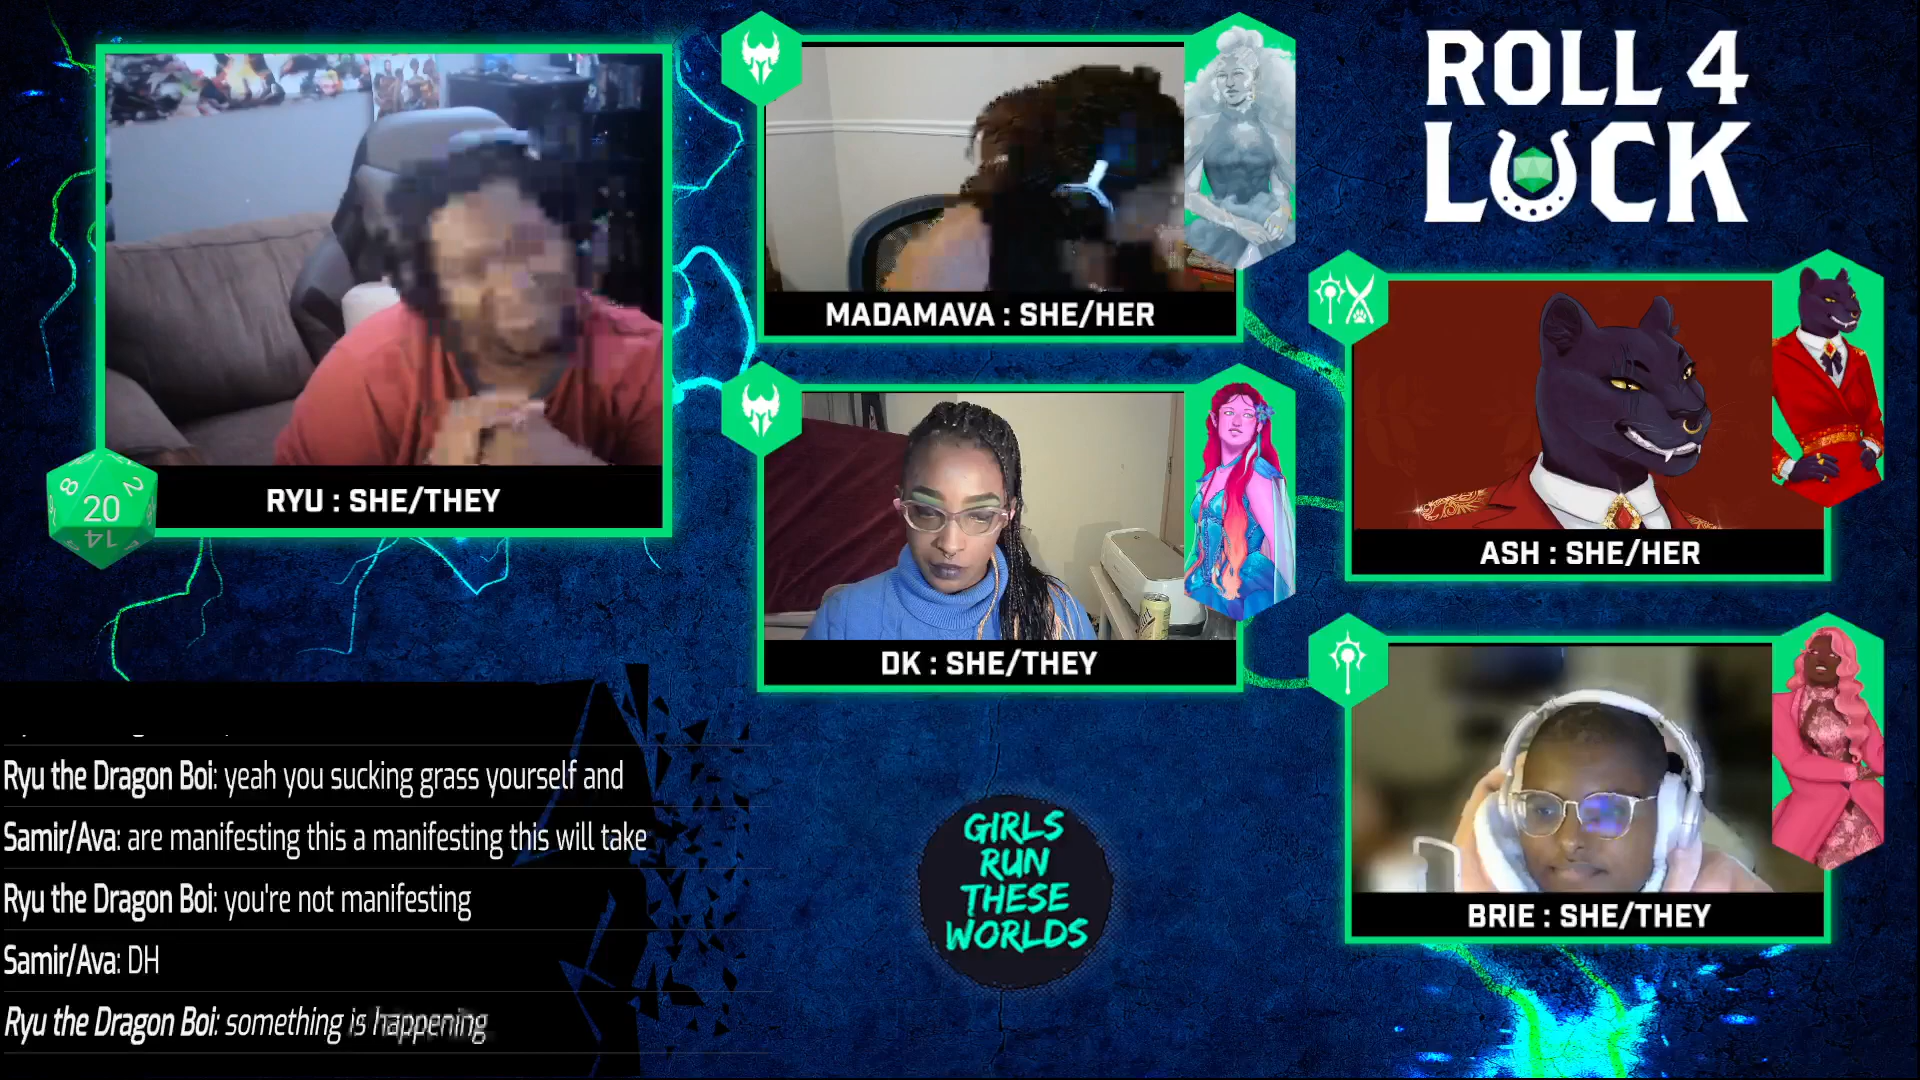 ROLL 4
LUCK
RYU : SHE/THEY
MADAMAVA : SHE/HER
DK : SHE/THEY
ASH : SHE/HER
BRIE : SHE/THEY
8
2
20
14
GIRLS
RUN
THESE
WORLDS
Ryu the Dragon Boi: yeah you sucking grass yourself and
Samir/Ava: are manifesting this a manifesting this will take
Ryu the Dragon Boi: you're not manifesting
Samir/Ava: DH
Ryu the Dragon Boi: something is happening